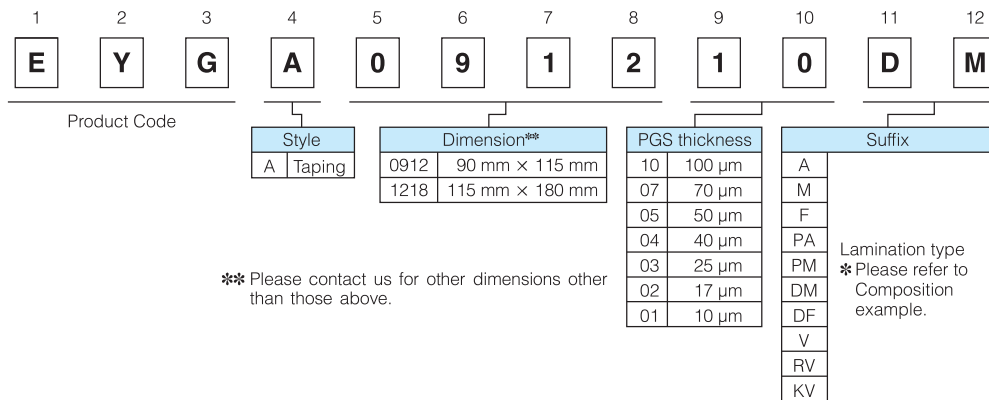 1 2 3 4 5 6 7 8 9 10 11 12
E Y G A 0 9 1 2 1 0 D M
Product Code
Style
A Taping
Dimension**
0912 90 mm × 115 mm
1218 115 mm × 180 mm
** Please contact us for other dimensions other
than those above.
PGS thickness
10 100 µm
07 70 µm
05 50 µm
04 40 µm
03 25 µm
02 17 µm
01 10 µm
Suffix
A
M
F
PA
PM
DM
DF
V
RV
KV
Lamination type
* Please refer to
Composition
example.